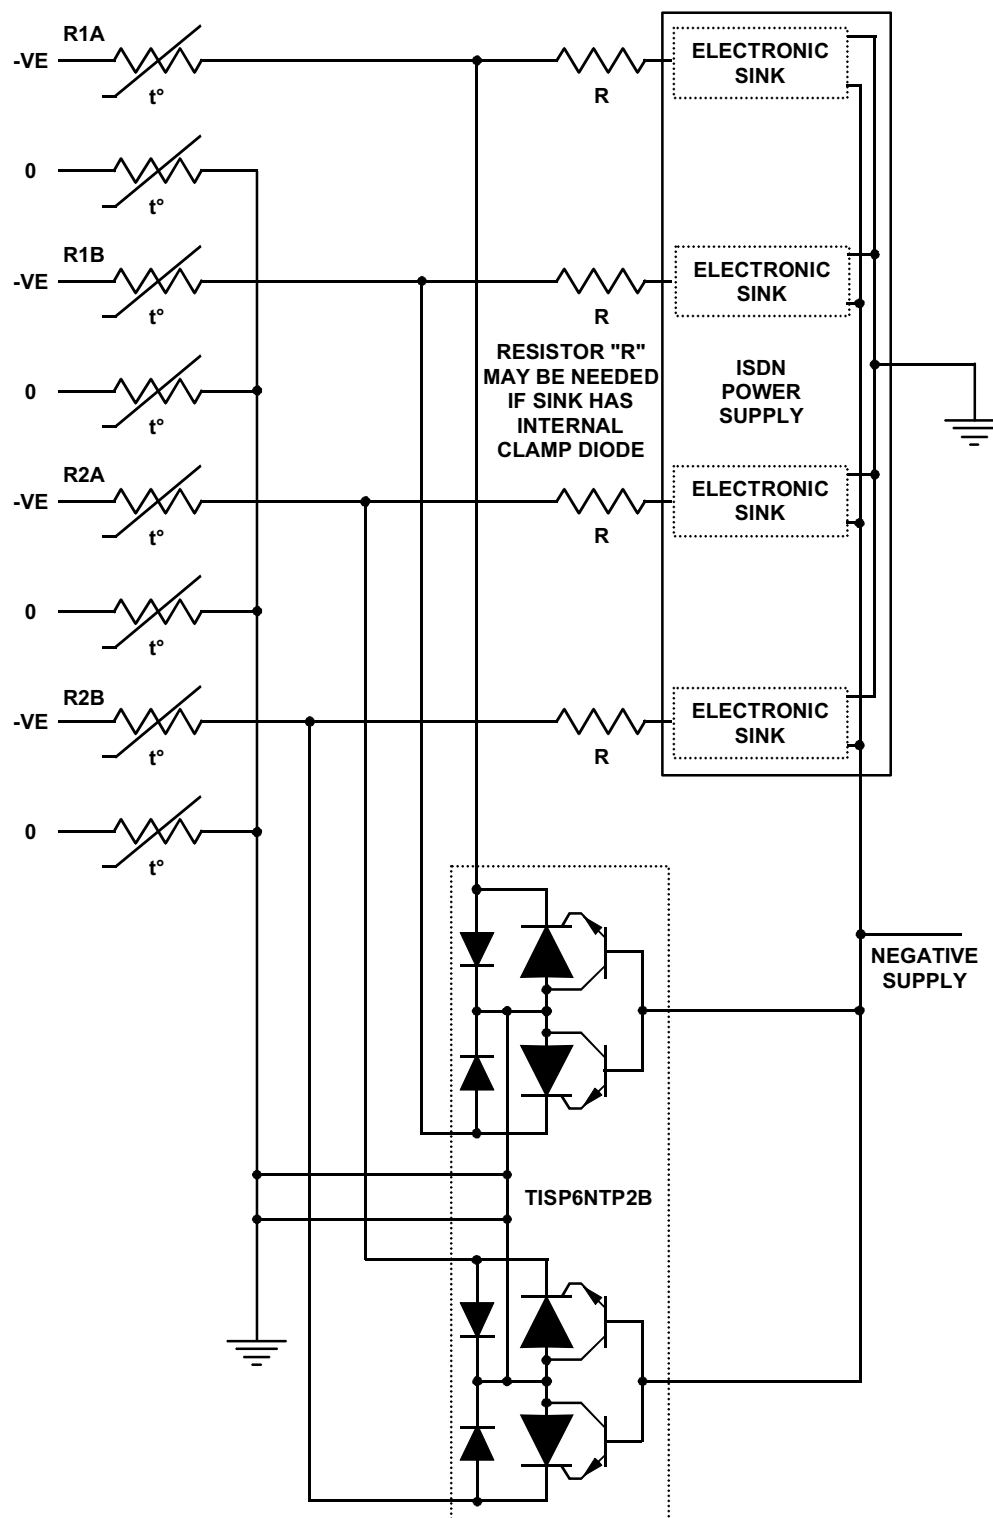 R1A
-VE
t°
R
ELECTRONIC
SINK
0
t°
R1B
-VE
t°
R
ELECTRONIC
SINK
RESISTOR "R"
MAY BE NEEDED
IF SINK HAS
INTERNAL
CLAMP DIODE
ISDN
POWER
SUPPLY
0
t°
R2A
-VE
t°
R
ELECTRONIC
SINK
0
t°
R2B
-VE
t°
R
ELECTRONIC
SINK
0
t°
NEGATIVE
SUPPLY
TISP6NTP2B